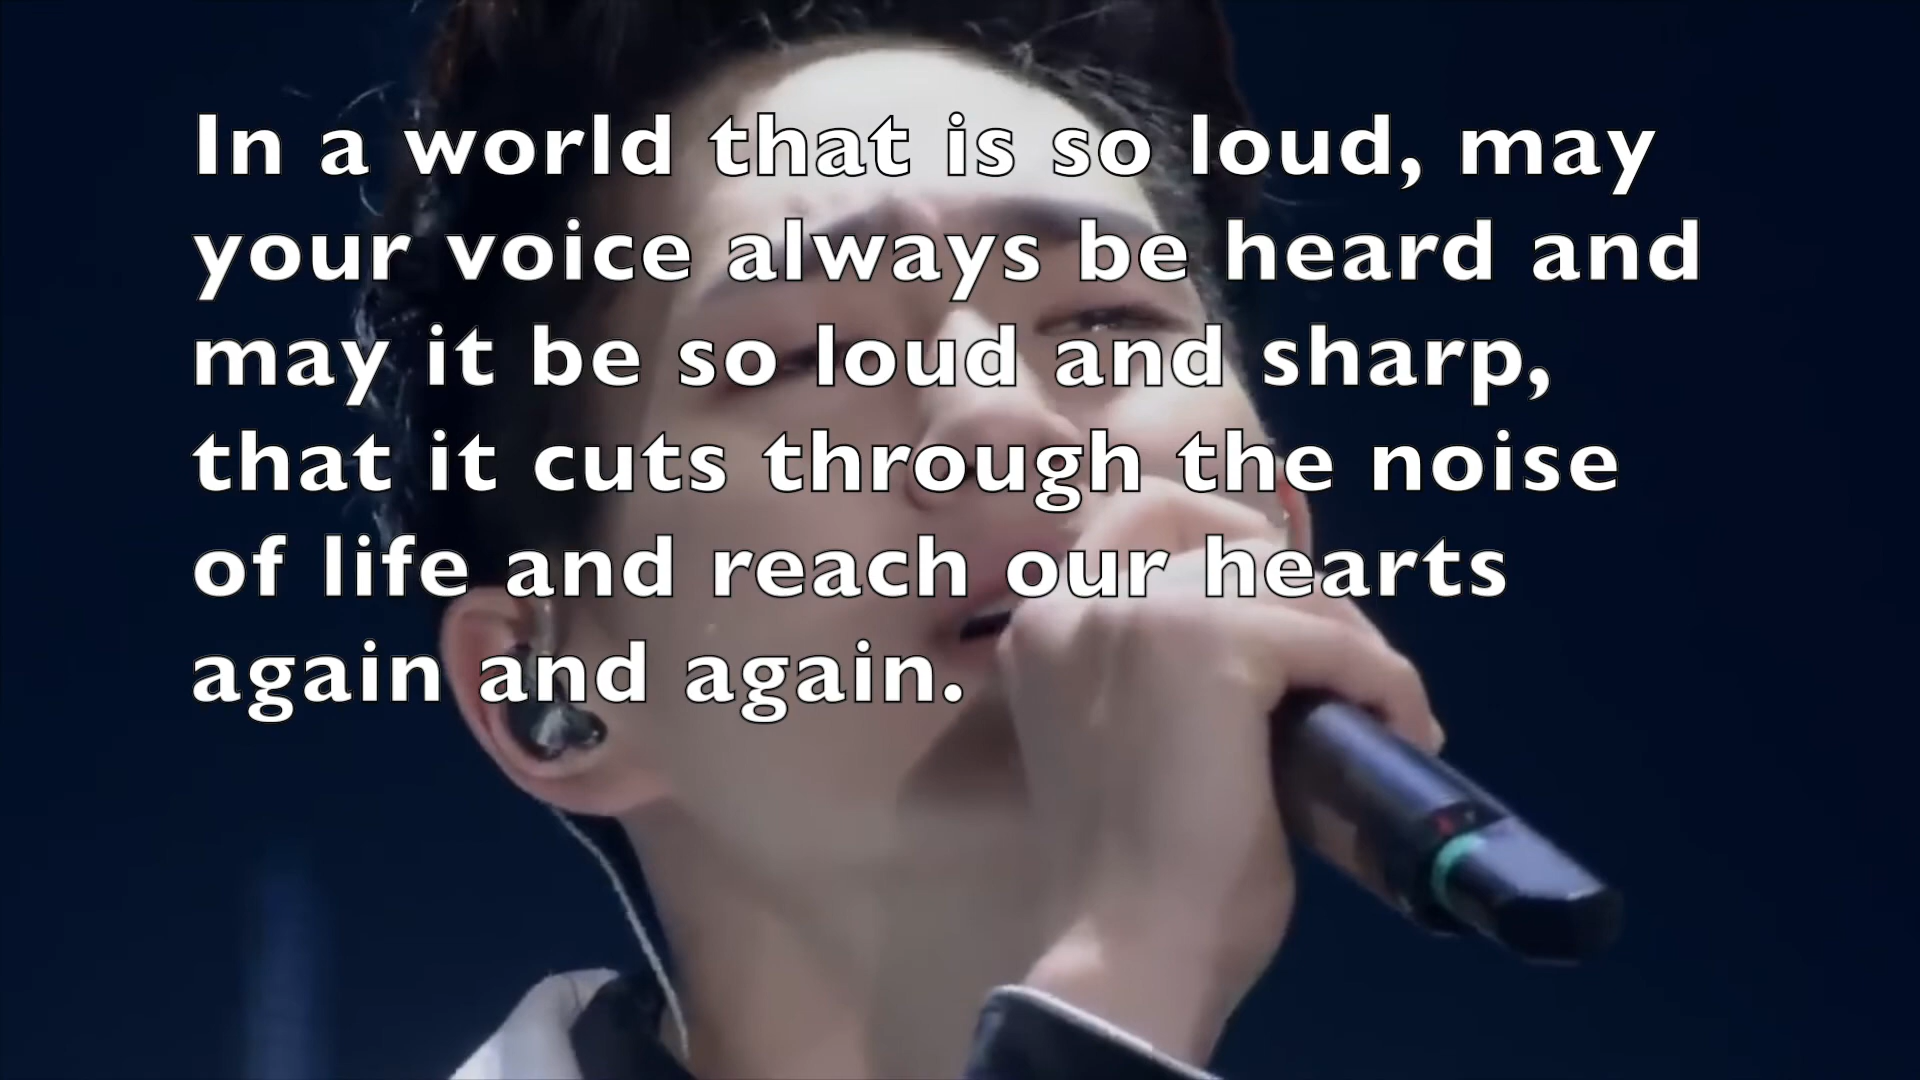 In a world that is so loud, may
your voice always be heard and
may it be so loud and sharp,
that it cuts through the noise
of life and reach our hearts
again and again.